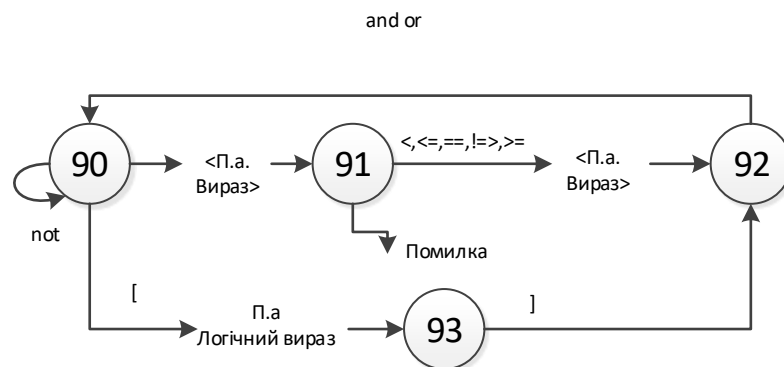 and or
90
<П.а.
Вираз>
91
<,<=,==,!=>,>=
<П.а.
Вираз>
92
not
Помилка
[
П.а
Логічний вираз
93
]